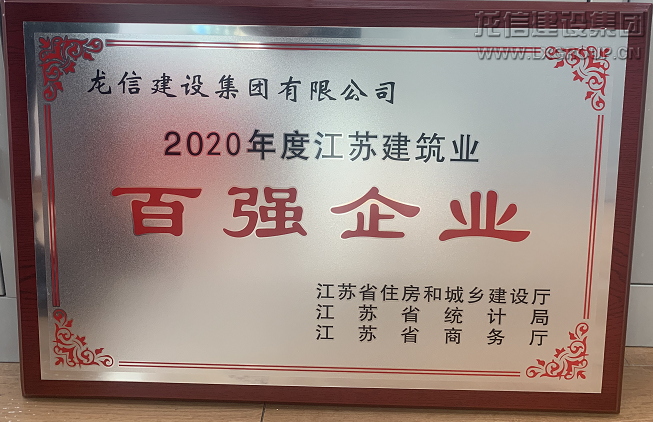 龙信建设集团
龙信建设集团有限公司
2020年度江苏建筑业
百强企业
江苏省住房和城乡建设厅
江苏省统计局
江苏省商务厅